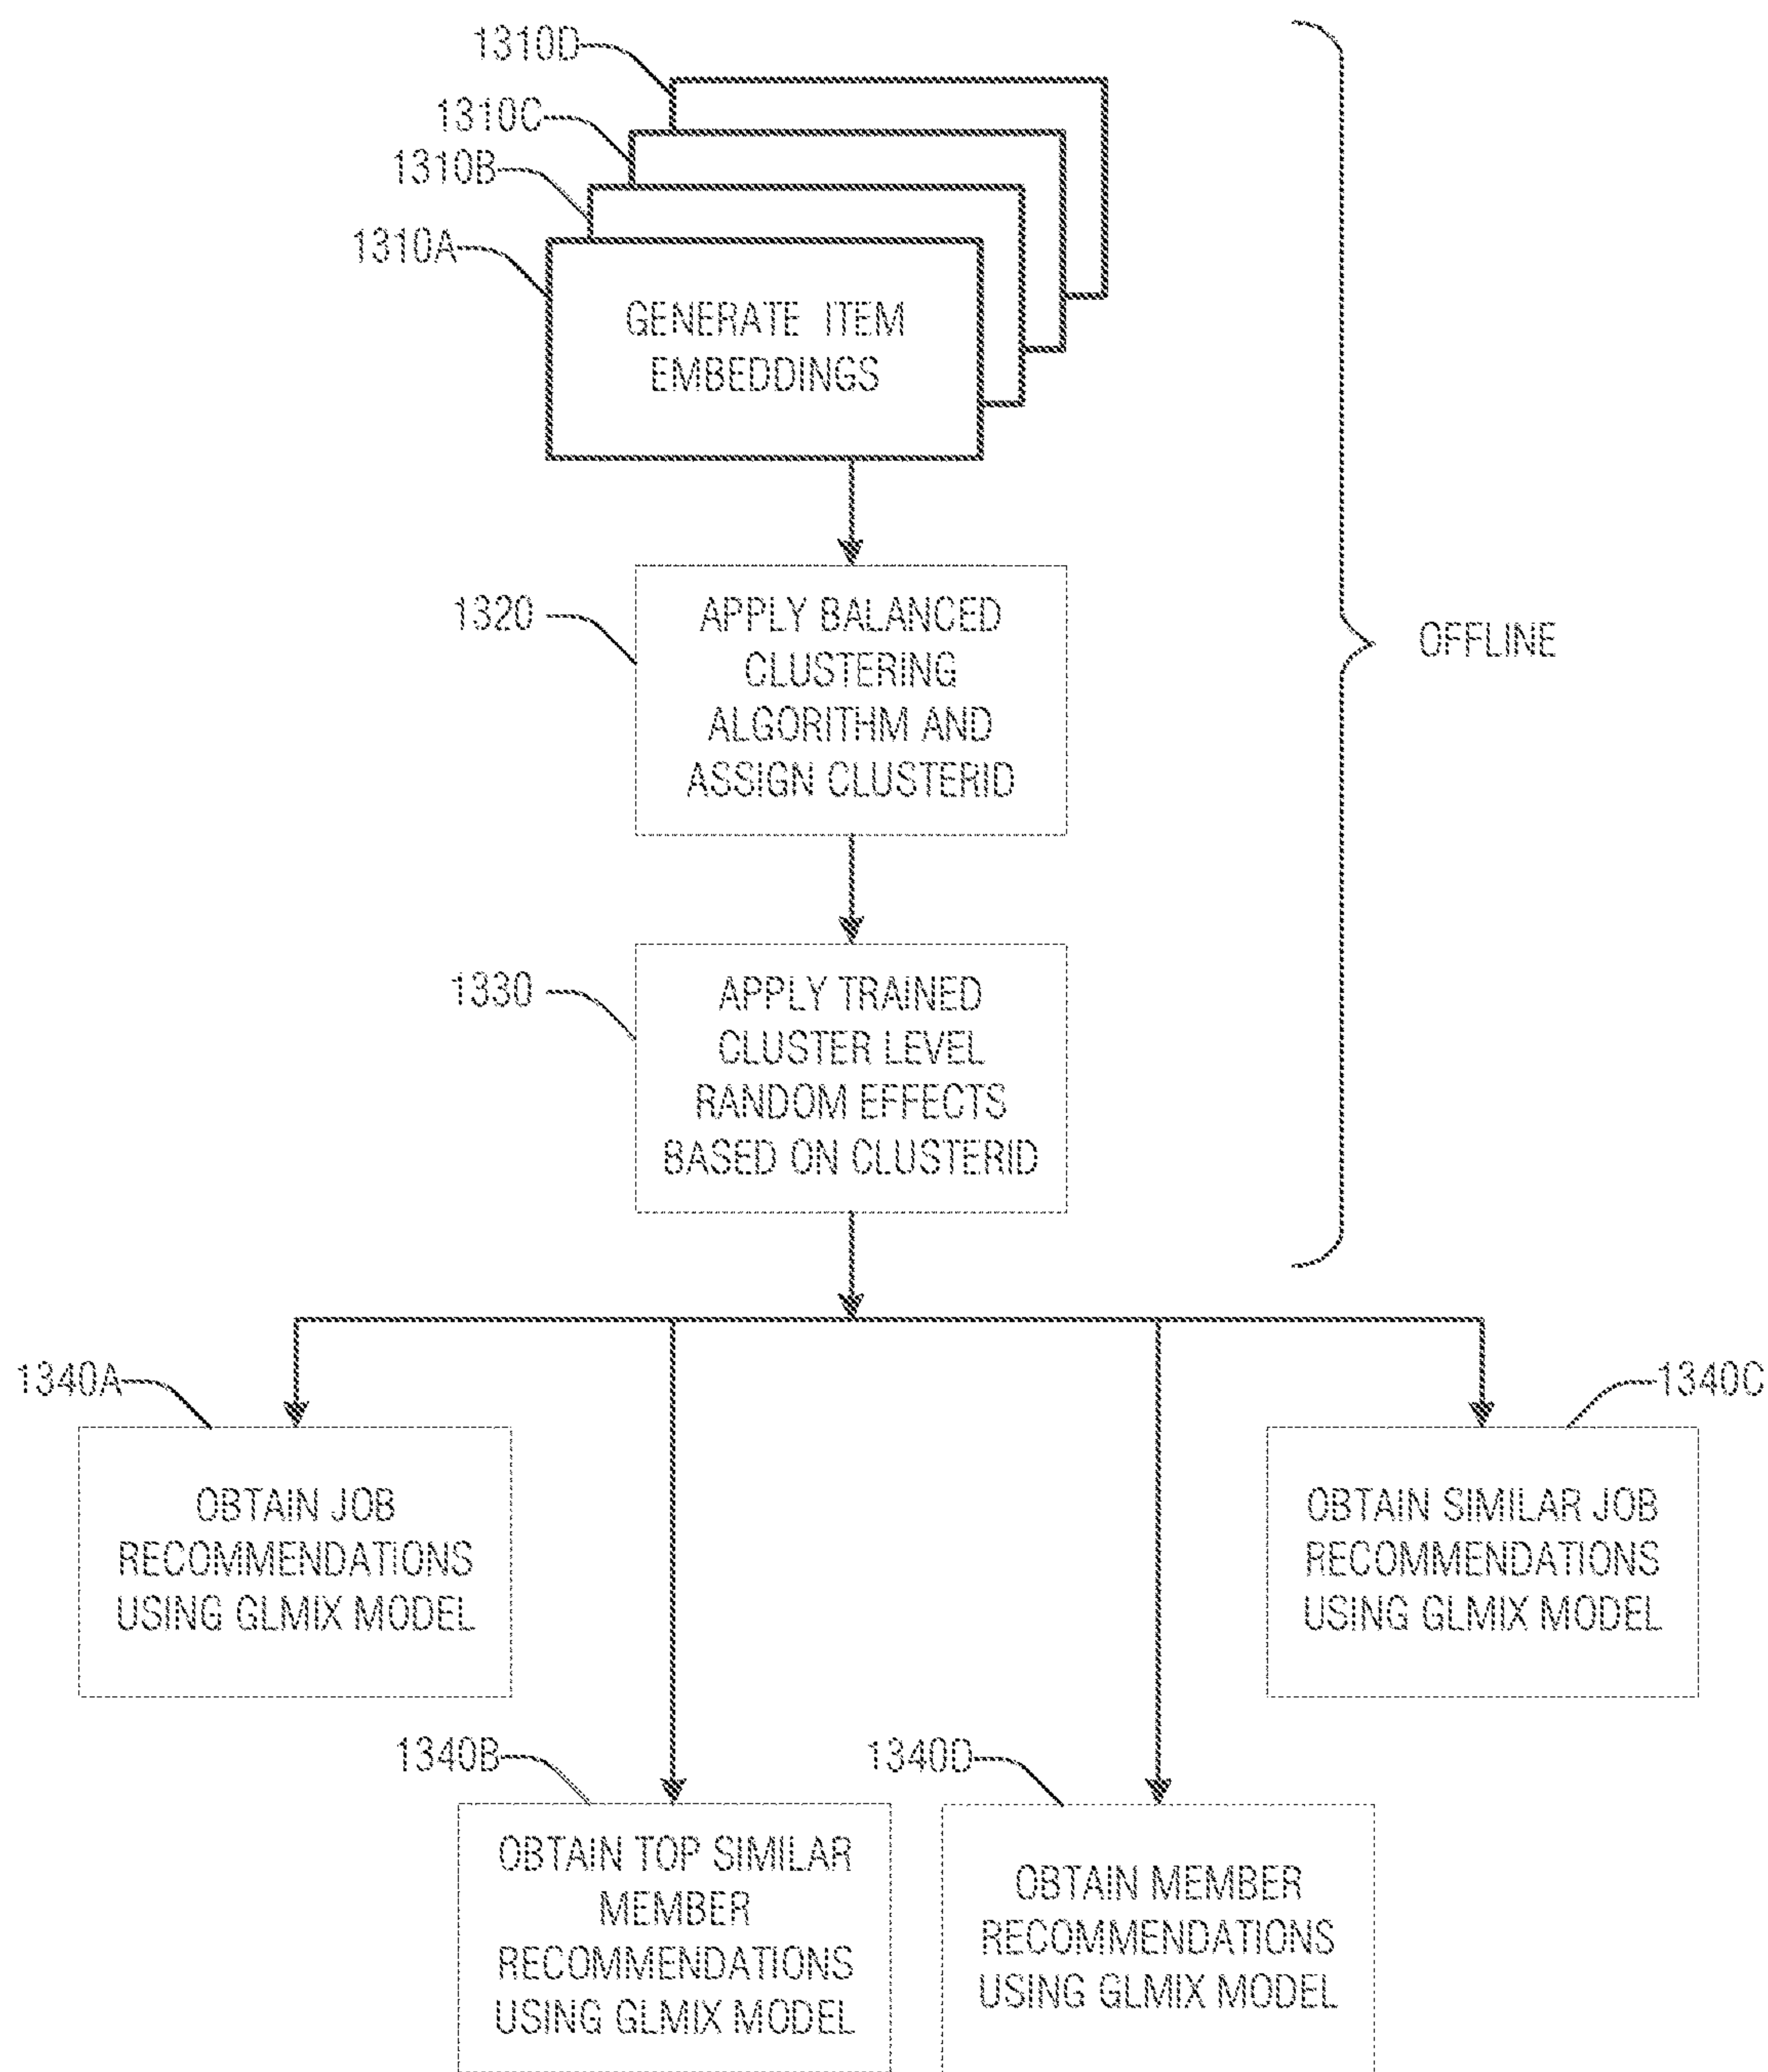 1310D
1310C
1310B
1310A
GENERATE ITEM
EMBEDDINGS
1320
APPLY BALANCED
CLUSTERING
ALGORITHM AND
ASSIGN CLUSTERID
OFFLINE
1330
APPLY TRAINED
CLUSTER LEVEL
RANDOM EFFECTS
BASED ON CLUSTERID
1340A
OBTAIN JOB
RECOMMENDATIONS
USING GLMIX MODEL
1340C
OBTAIN SIMILAR JOB
RECOMMENDATIONS
USING GLMIX MODEL
1340B
OBTAIN TOP SIMILAR
MEMBER
RECOMMENDATIONS
USING GLMIX MODEL
1340D
OBTAIN MEMBER
RECOMMENDATIONS
USING GLMIX MODEL